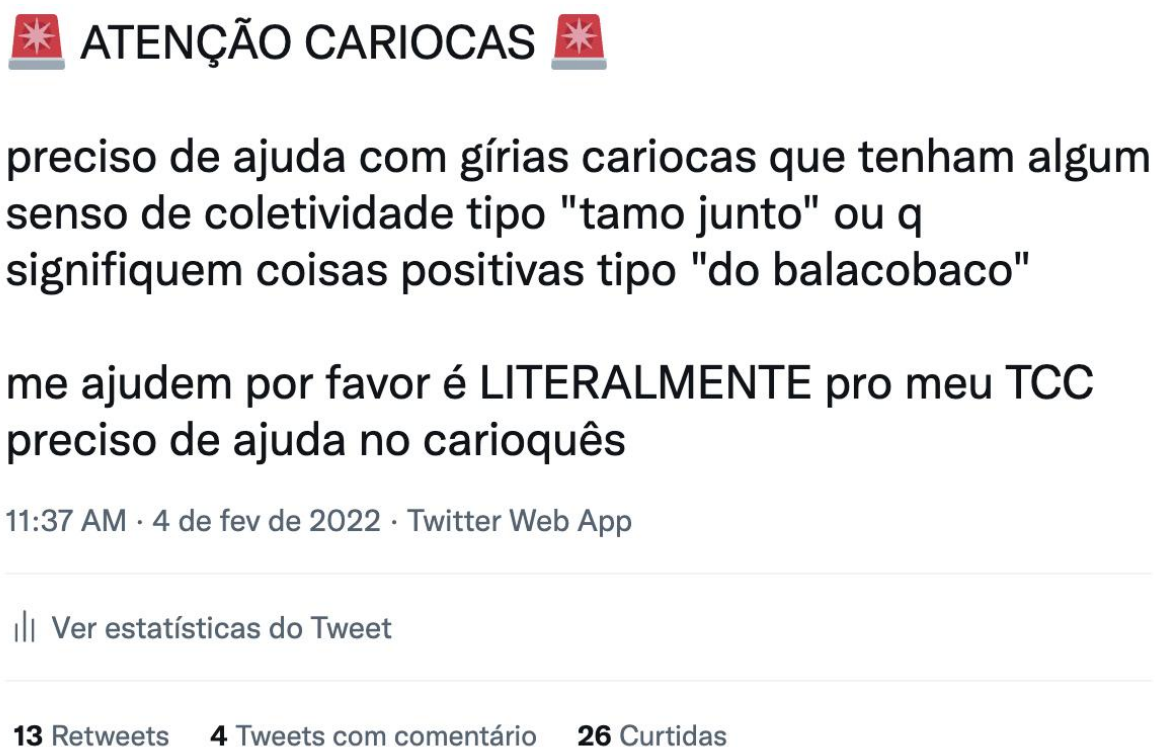 🚨 ATENÇÃO CARIOCAS 🚨
preciso de ajuda com gírias cariocas que tenham algum
senso de coletividade tipo "tamo junto" ou q
signifiquem coisas positivas tipo "do balacobaco"
me ajudem por favor é LITERALMENTE pro meu TCC
preciso de ajuda no carioquês
11:37 AM · 4 de fev de 2022 · Twitter Web App
Ver estatísticas do Tweet
13 Retweets 4 Tweets com comentário 26 Curtidas